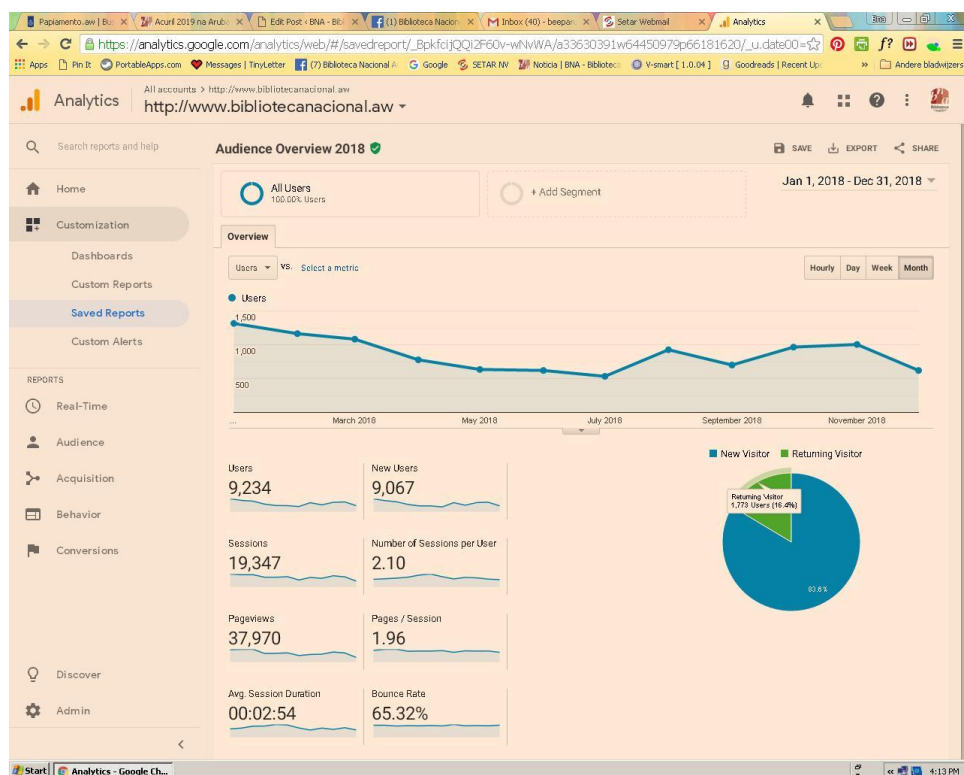 Papiamento.aw | Bu
Acuril 2019 na Arub
Edit Post ‹ BNA - Bibl
(1) Biblioteca Nacion
Inbox (40) - beepar
Setar Webmail
Analytics
https://analytics.google.com/analytics/web/#/savedreport/_BpkfcijQQi2F60v-wNvWA/a33630391w64450979p66181620/_u.date00=
f?
Apps
Pin It
PortableApps.com
Messages | TinyLetter
(7) Biblioteca Nacional A
Google
SETAR NV
Noticia | BNA - Bibliotec
V-smart [ 1.0.04 ]
Goodreads | Recent Up
»
Andere bladwijzers
Analytics
All accounts > http://www.bibliotecanacional.aw
http://www.bibliotecanacional.aw
Search reports and help
Home
Customization
Dashboards
Custom Reports
Saved Reports
Custom Alerts
REPORTS
Real-Time
Audience
Acquisition
Behavior
Conversions
Discover
Admin
Audience Overview 2018
SAVE
EXPORT
SHARE
All Users
100.00% Users
+ Add Segment
Jan 1, 2018 - Dec 31, 2018
Overview
Users
VS.
Select a metric
Hourly
Day
Week
Month
Users
1,500
1,000
500
...
March 2018
May 2018
July 2018
September 2018
November 2018
New Visitor
Returning Visitor
Returning Visitor
1,773 Users (16.4%)
83.6%
Users
9,234
New Users
9,067
Sessions
19,347
Number of Sessions per User
2.10
Pageviews
37,970
Pages / Session
1.96
Avg. Session Duration
00:02:54
Bounce Rate
65.32%
Start
Analytics - Google Ch...
4:13 PM